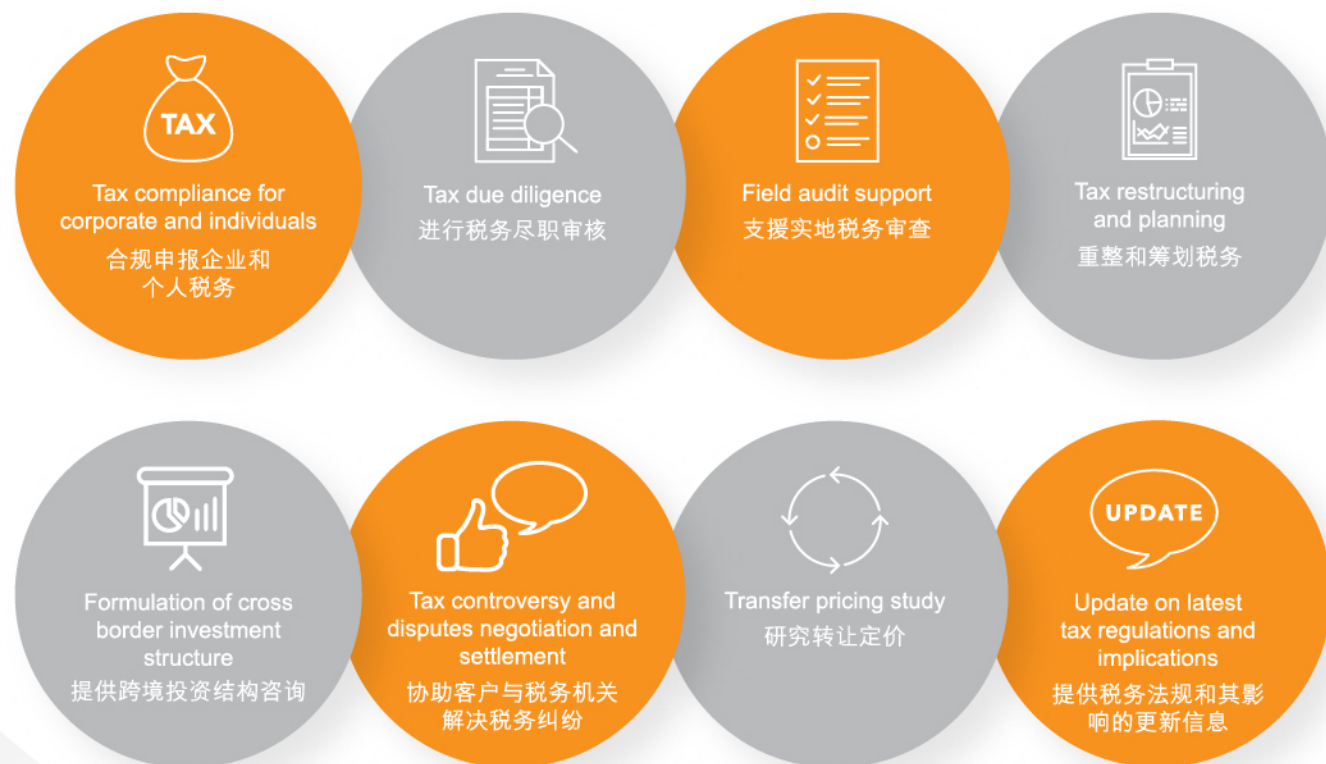 TAX
Tax compliance for
corporate and individuals
合规申报企业和
个人税务
Tax due diligence
进行税务尽职审核
Field audit support
支援实地税务审查
Tax restructuring
and planning
重整和筹划税务
Formulation of cross
border investment
structure
提供跨境投资结构咨询
Tax controversy and
disputes negotiation and
settlement
协助客户与税务机关
解决税务纠纷
Transfer pricing study
研究转让定价
UPDATE
Update on latest
tax regulations and
implications
提供税务法规和其影
响的更新信息